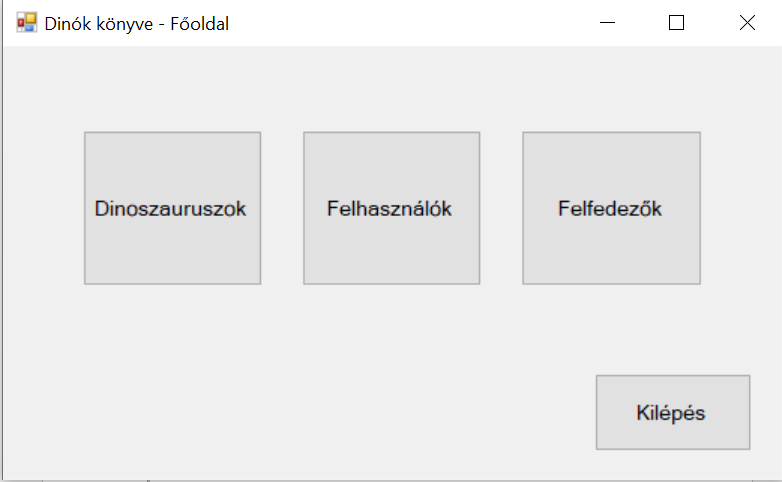 Dinók könyve - Főoldal
Dinoszauruszok
Felhasználók
Felfedezők
Kilépés